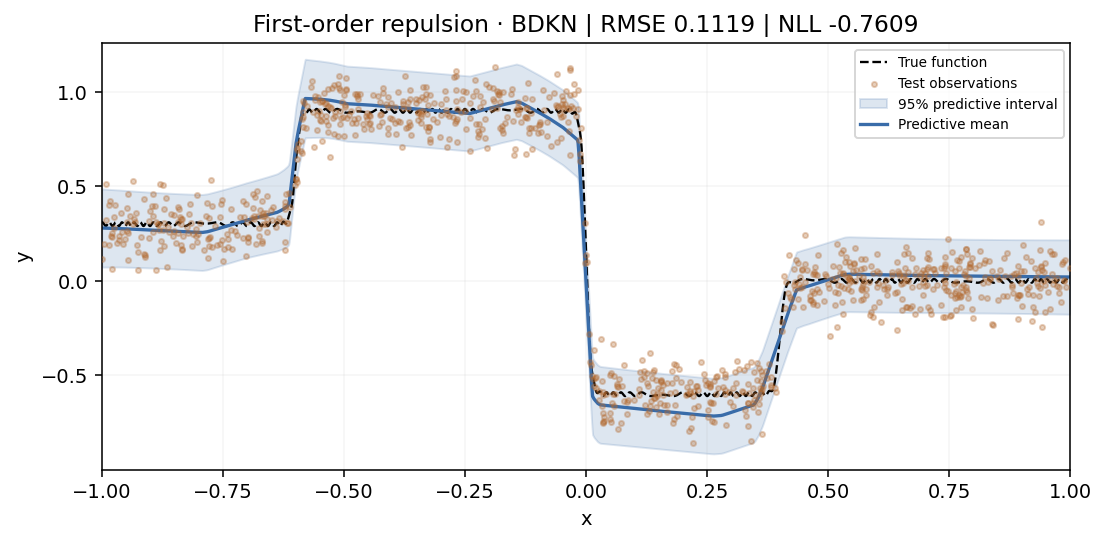 First-order repulsion · BDKN | RMSE 0.1119 | NLL -0.7609
True function
Test observations
95% predictive interval
Predictive mean
y
1.0
0.5
0.0
−0.5
−1.00 −0.75 −0.50 −0.25 0.00 0.25 0.50 0.75 1.00
x